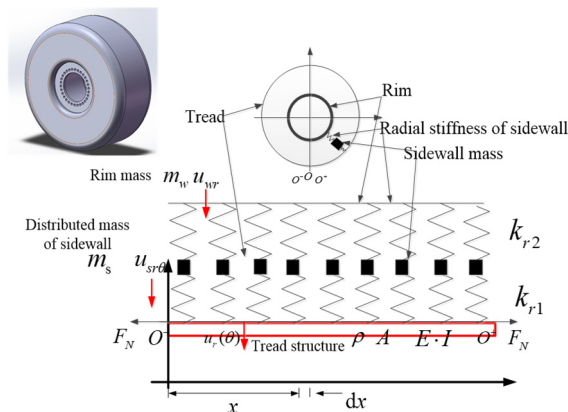 Rim
Tread
Radial stiffness of sidewall
Sidewall mass
O⁻ O O⁻
Rim mass m_w u_wr
Distributed mass
of sidewall
k_r2
m_s u_srθ
k_r1
F_N O⁻ u_r(θ) Tread structure ρ A E·I O⁺ F_N
x dx